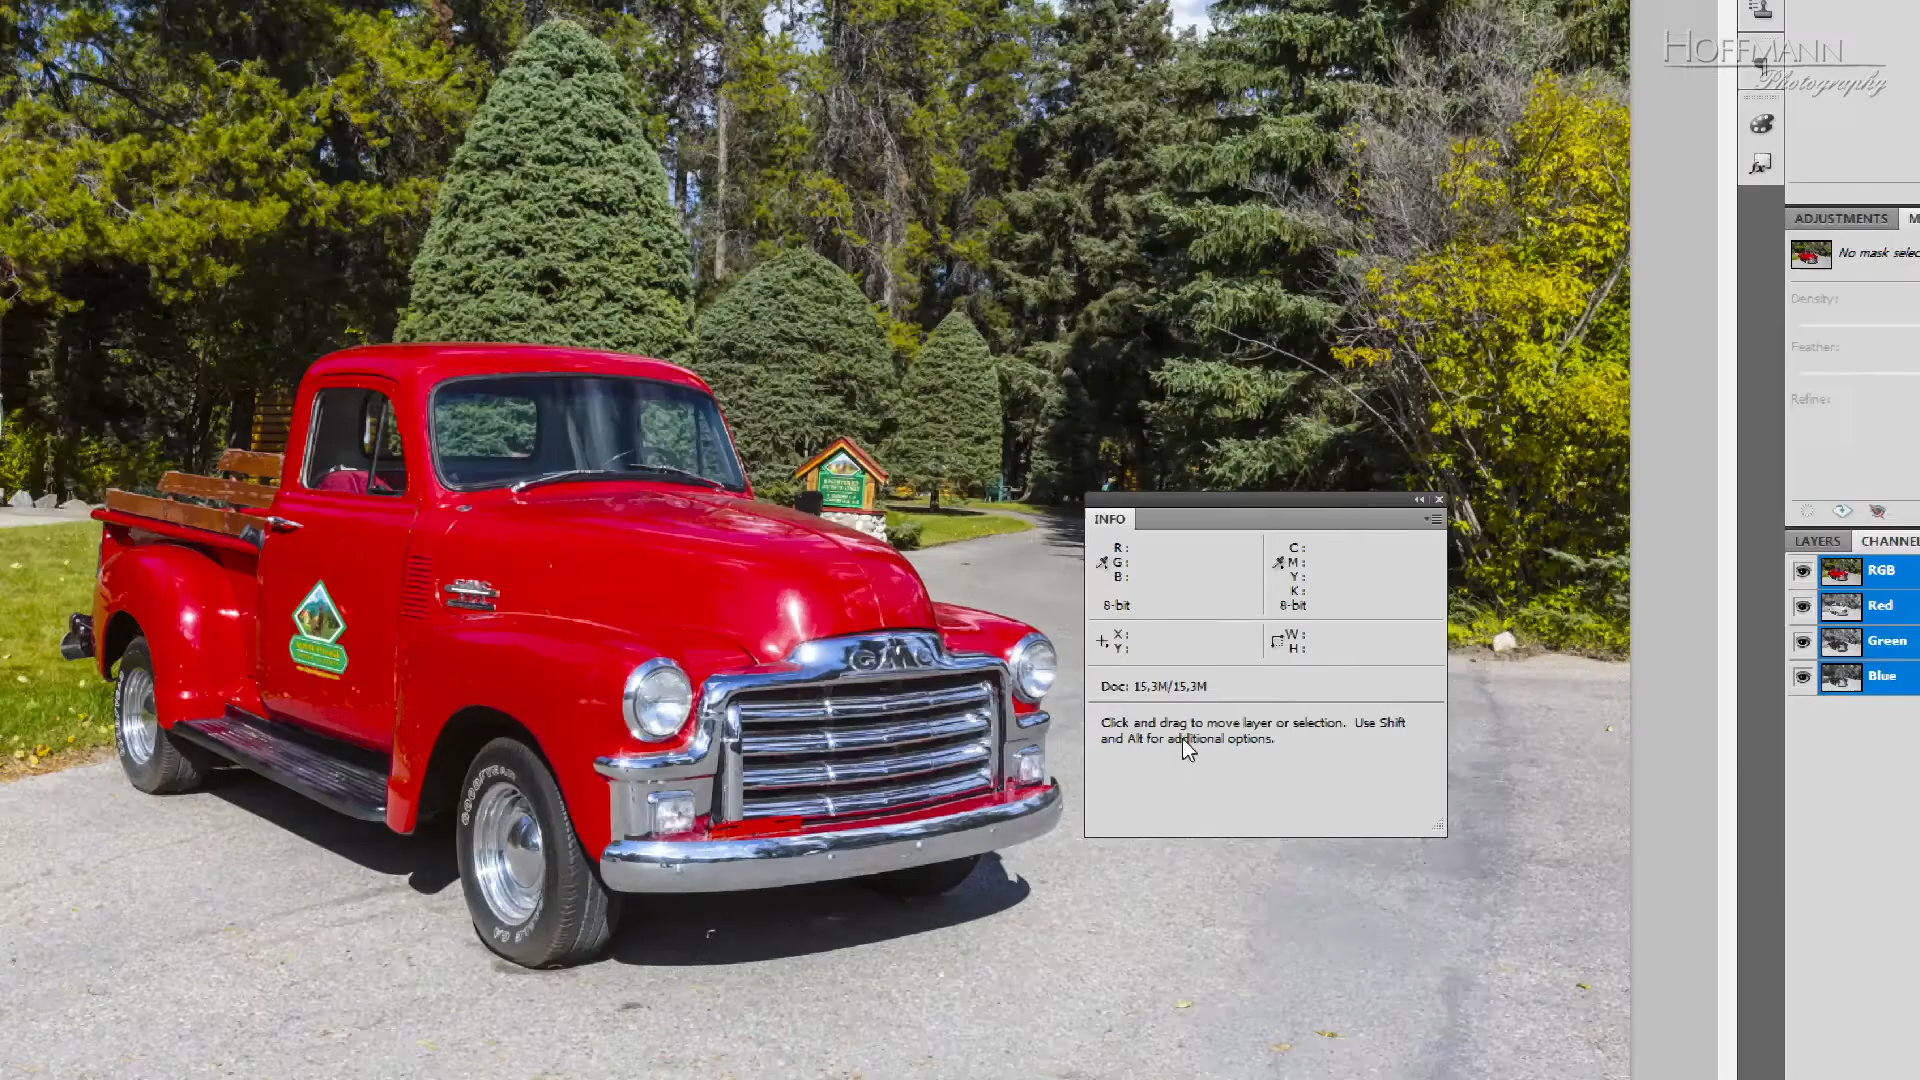 HOFFMANN
Photography
ADJUSTMENTS
M
No mask selec
Density:
Feather:
Refine:
INFO
R:
G:
B:
8-bit
C:
M:
Y:
K:
8-bit
X:
Y:
W:
H:
Doc: 15,3M/15,3M
Click and drag to move layer or selection. Use Shift
and Alt for additional options.
LAYERS
CHANNEL
RGB
Red
Green
Blue
GMC
GMC
GOODYEAR
fx